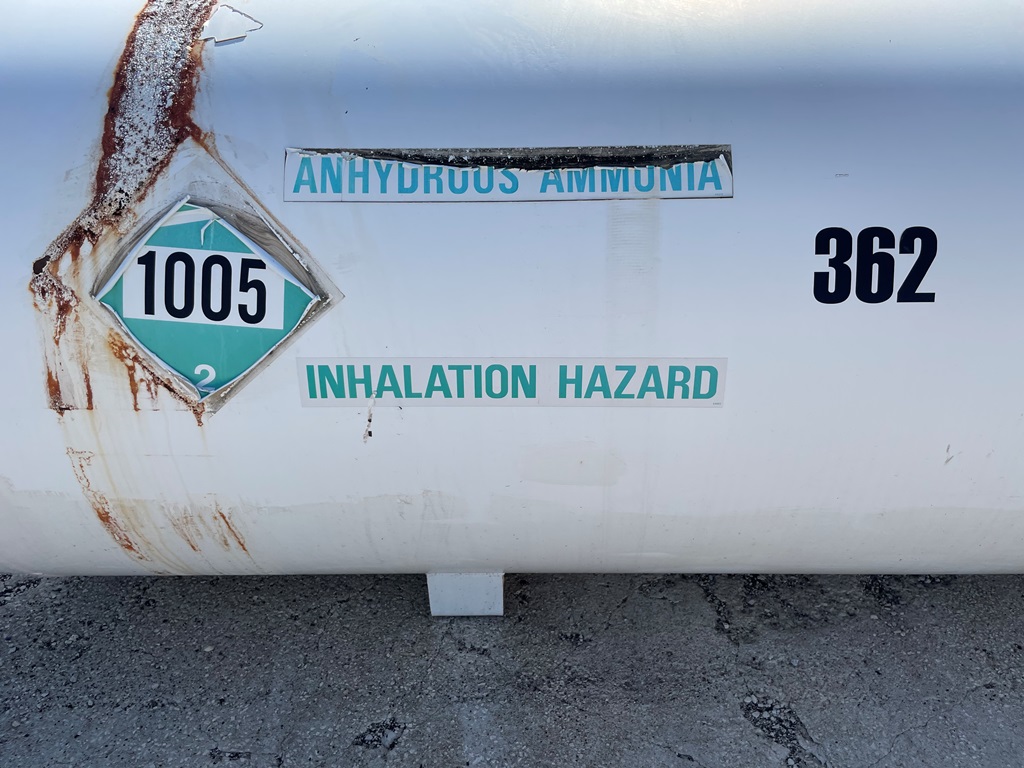 ANHYDROUS AMMONIA
1005
362
INHALATION HAZARD
2